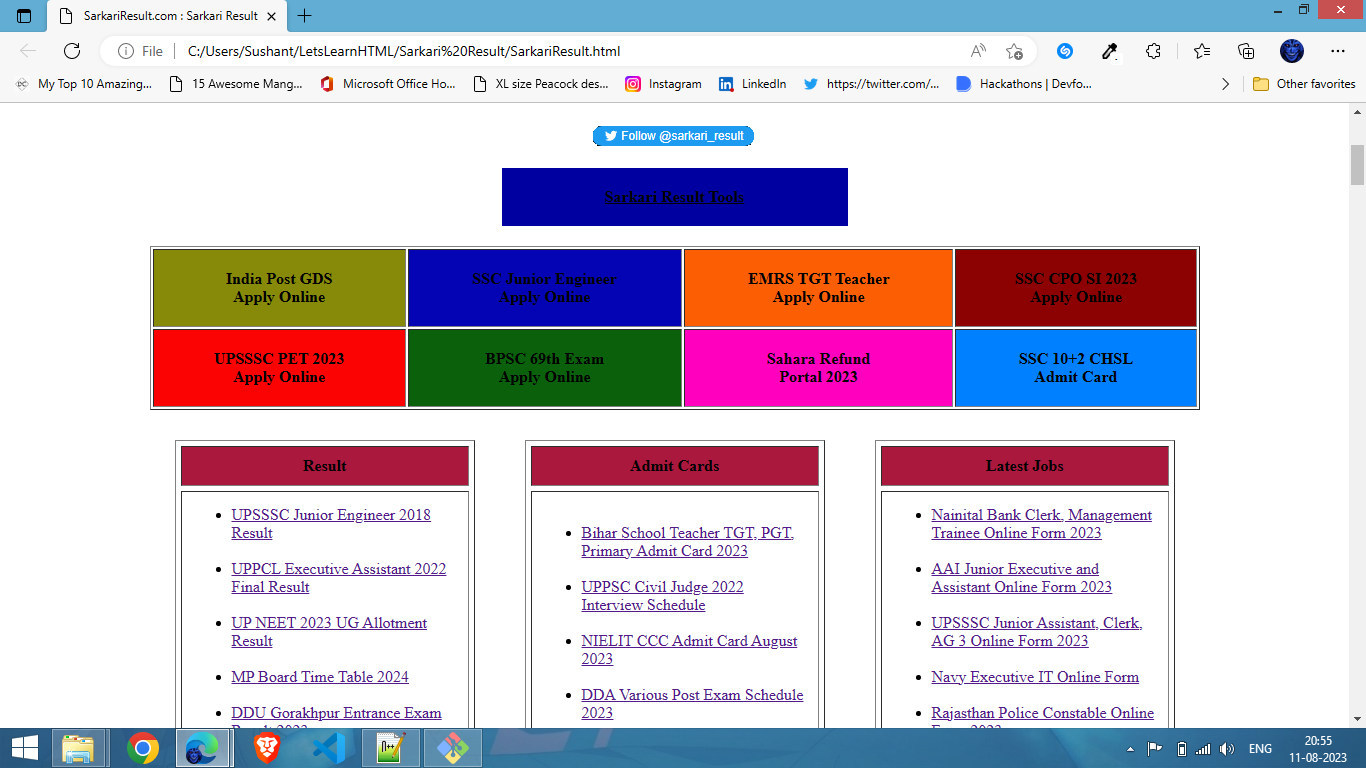 SarkariResult.com : Sarkari Result
File
C:/Users/Sushant/LetsLearnHTML/Sarkari%20Result/SarkariResult.html
My Top 10 Amazing...
15 Awesome Mang...
Microsoft Office Ho...
XL size Peacock des...
Instagram
LinkedIn
https://twitter.com/...
Hackathons | Devfo...
Other favorites
Follow @sarkari_result
Sarkari Result Tools
India Post GDS
Apply Online
SSC Junior Engineer
Apply Online
EMRS TGT Teacher
Apply Online
SSC CPO SI 2023
Apply Online
UPSSSC PET 2023
Apply Online
BPSC 69th Exam
Apply Online
Sahara Refund
Portal 2023
SSC 10+2 CHSL
Admit Card
Result
UPSSSC Junior Engineer 2018
Result
UPPCL Executive Assistant 2022
Final Result
UP NEET 2023 UG Allotment
Result
MP Board Time Table 2024
DDU Gorakhpur Entrance Exam
Admit Cards
Bihar School Teacher TGT, PGT,
Primary Admit Card 2023
UPPSC Civil Judge 2022
Interview Schedule
NIELIT CCC Admit Card August
2023
DDA Various Post Exam Schedule
2023
Latest Jobs
Nainital Bank Clerk, Management
Trainee Online Form 2023
AAI Junior Executive and
Assistant Online Form 2023
UPSSSC Junior Assistant, Clerk,
AG 3 Online Form 2023
Navy Executive IT Online Form
Rajasthan Police Constable Online
ENG
20:55
11-08-2023